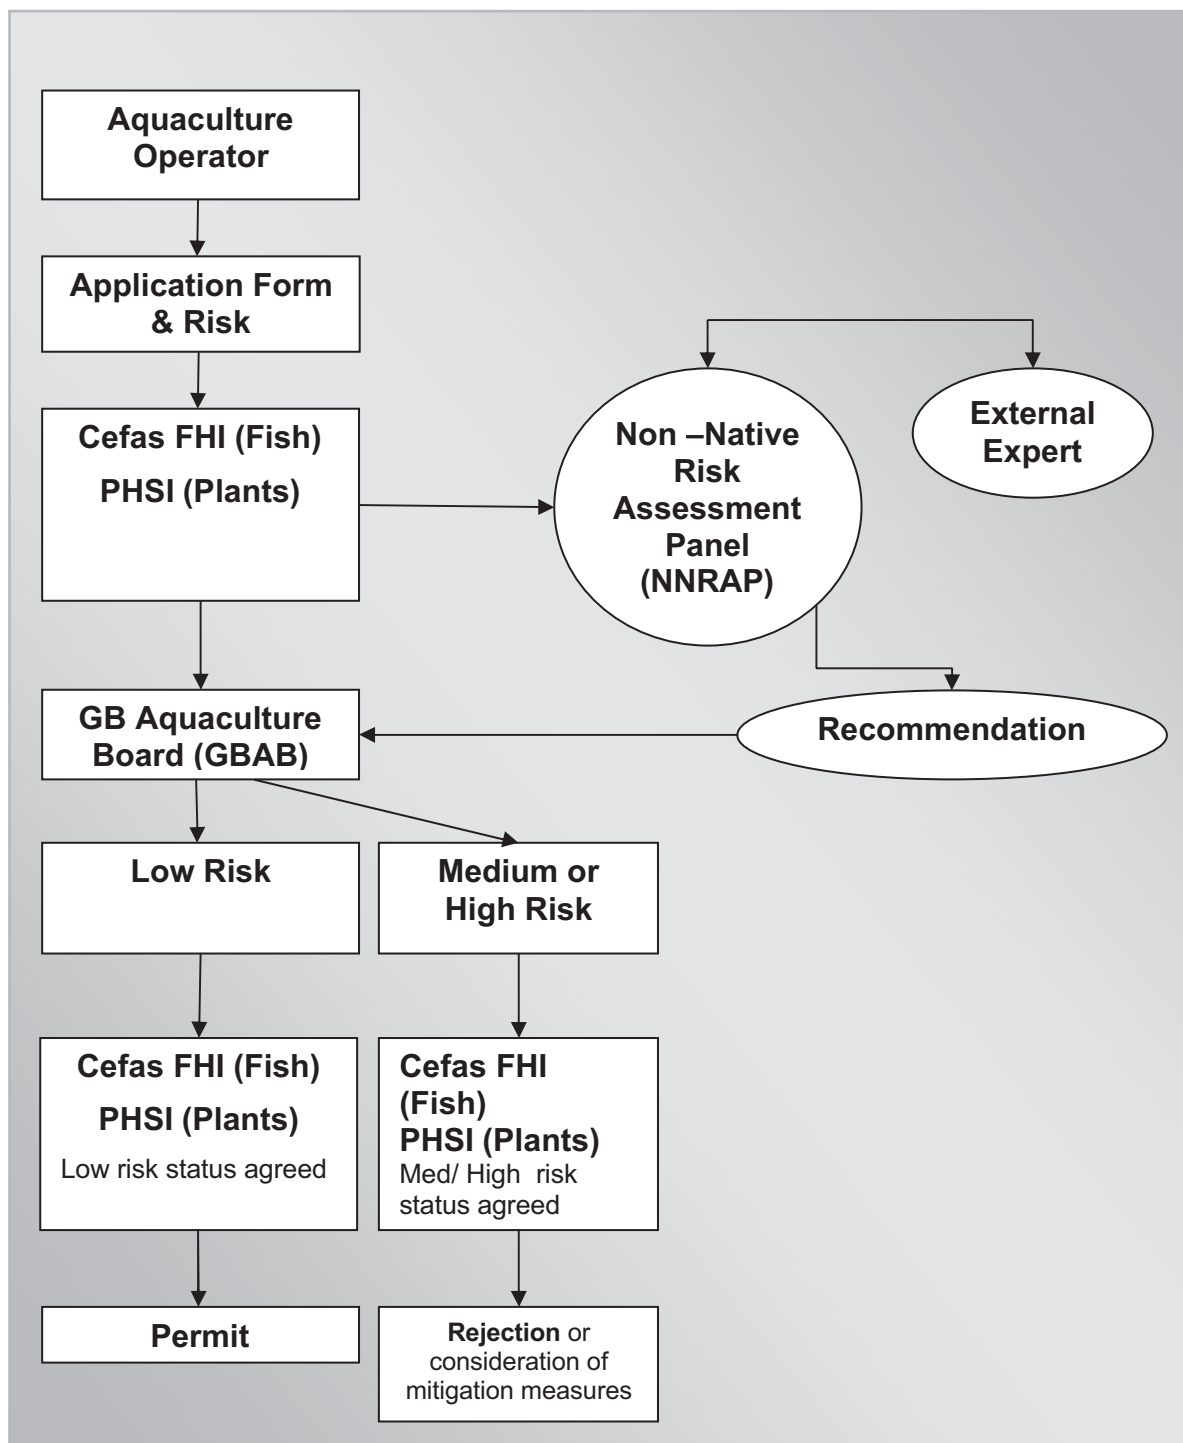 Aquaculture
Operator
Application Form
& Risk
Cefas FHI (Fish)
PHSI (Plants)
Non –Native
Risk
Assessment
Panel
(NNRAP)
External
Expert
GB Aquaculture
Board (GBAB)
Recommendation
Low Risk
Medium or
High Risk
Cefas FHI (Fish)
PHSI (Plants)
Low risk status agreed
Cefas FHI
(Fish)
PHSI (Plants)
Med/ High risk
status agreed
Permit
Rejection or
consideration of
mitigation measures